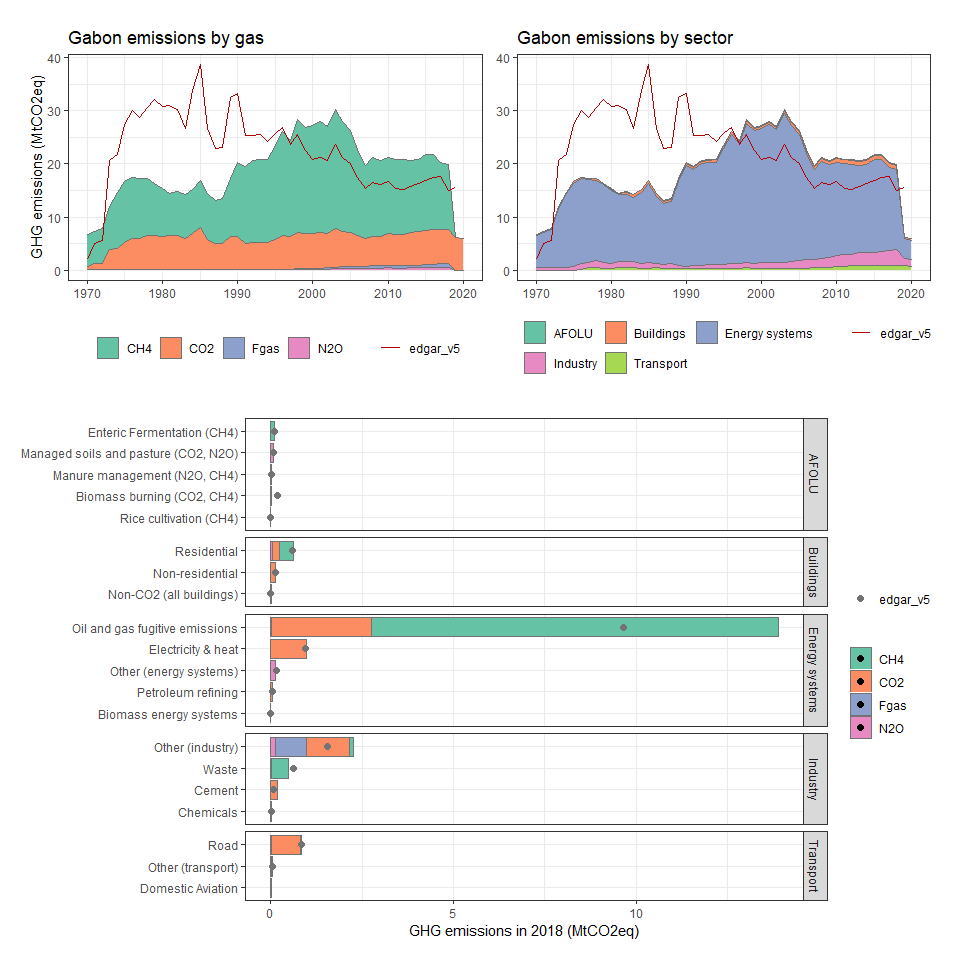 Gabon emissions by gas
GHG emissions (MtCO2eq)
40
30
20
10
0
1970 1980 1990 2000 2010 2020
CH4 CO2 Fgas N2O edgar_v5
Gabon emissions by sector
40
30
20
10
0
1970 1980 1990 2000 2010 2020
AFOLU Buildings Energy systems edgar_v5
Industry Transport
Enteric Fermentation (CH4)
Managed soils and pasture (CO2, N2O)
Manure management (N2O, CH4)
Biomass burning (CO2, CH4)
Rice cultivation (CH4)
AFOLU
Residential
Non-residential
Non-CO2 (all buildings)
Buildings
Oil and gas fugitive emissions
Electricity & heat
Other (energy systems)
Petroleum refining
Biomass energy systems
Energy systems
Other (industry)
Waste
Cement
Chemicals
Industry
Road
Other (transport)
Domestic Aviation
Transport
0 5 10
GHG emissions in 2018 (MtCO2eq)
edgar_v5
CH4
CO2
Fgas
N2O